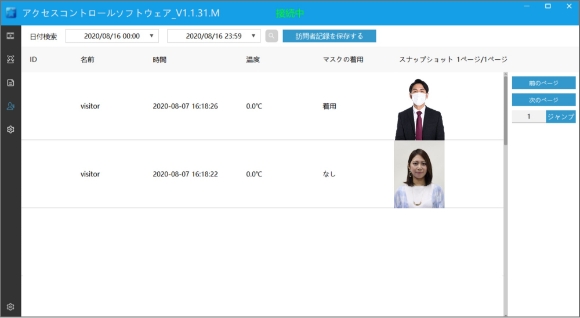 アクセスコントロールソフトウェア_V1.1.31.M 接続中
日付検索 2020/08/16 00:00 2020/08/16 23:59 訪問者記録を保存する
ID 名前 時間 温度 マスクの着用 スナップショット 1ページ/1ページ
前のページ
次のページ
1 ジャンプ
visitor 2020-08-07 16:18:26 0.0℃ 着用
visitor 2020-08-07 16:18:22 0.0℃ なし